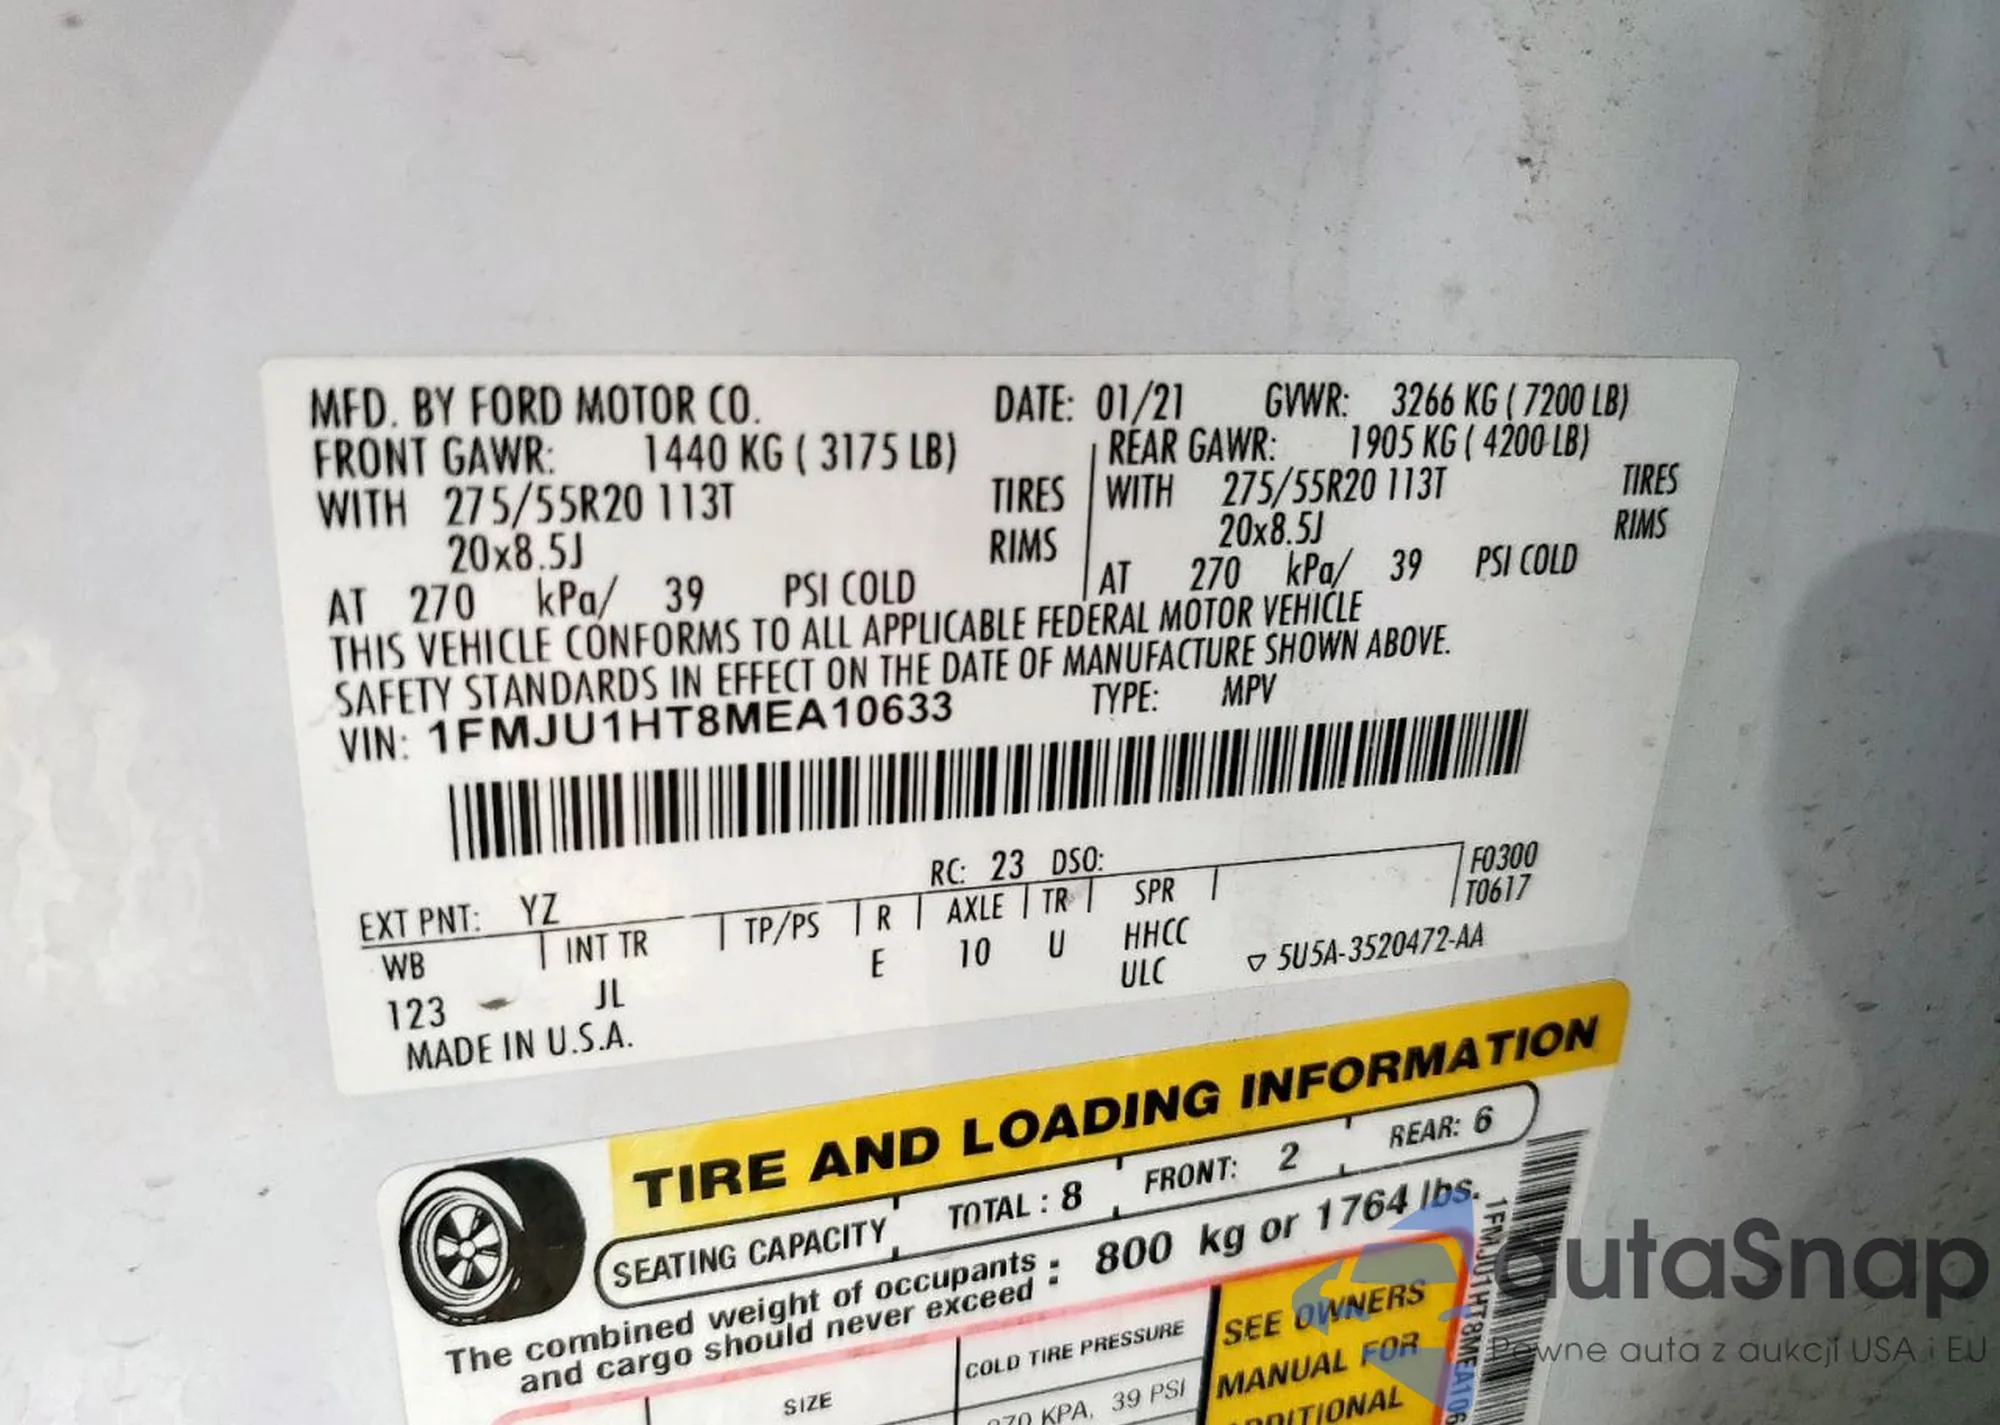 MFD. BY FORD MOTOR CO. DATE: 01/21 GVWR: 3266 KG ( 7200 LB)
FRONT GAWR: 1440 KG ( 3175 LB) REAR GAWR: 1905 KG ( 4200 LB)
WITH 275/55R20 113T TIRES WITH 275/55R20 113T TIRES
20x8.5J RIMS 20x8.5J RIMS
AT 270 kPa/ 39 PSI COLD AT 270 kPa/ 39 PSI COLD
THIS VEHICLE CONFORMS TO ALL APPLICABLE FEDERAL MOTOR VEHICLE
SAFETY STANDARDS IN EFFECT ON THE DATE OF MANUFACTURE SHOWN ABOVE.
VIN: 1FMJU1HT8MEA10633 TYPE: MPV
RC: 23 DSO: F0300
EXT PNT: YZ T0617
WB INT TR TP/PS R AXLE TR SPR
123 JL E 10 U HHCC
ULC ▽ 5U5A-3520472-AA
MADE IN U.S.A.
TIRE AND LOADING INFORMATION
SEATING CAPACITY TOTAL : 8 FRONT: 2 REAR: 6
The combined weight of occupants
and cargo should never exceed : 800 kg or 1764 lbs.
SIZE COLD TIRE PRESSURE
KPA, 39 PSI
SEE OWNERS
MANUAL FOR
1FMJU1HT8MEA106
autaSnap
Pewne auta z aukcji USA i EU